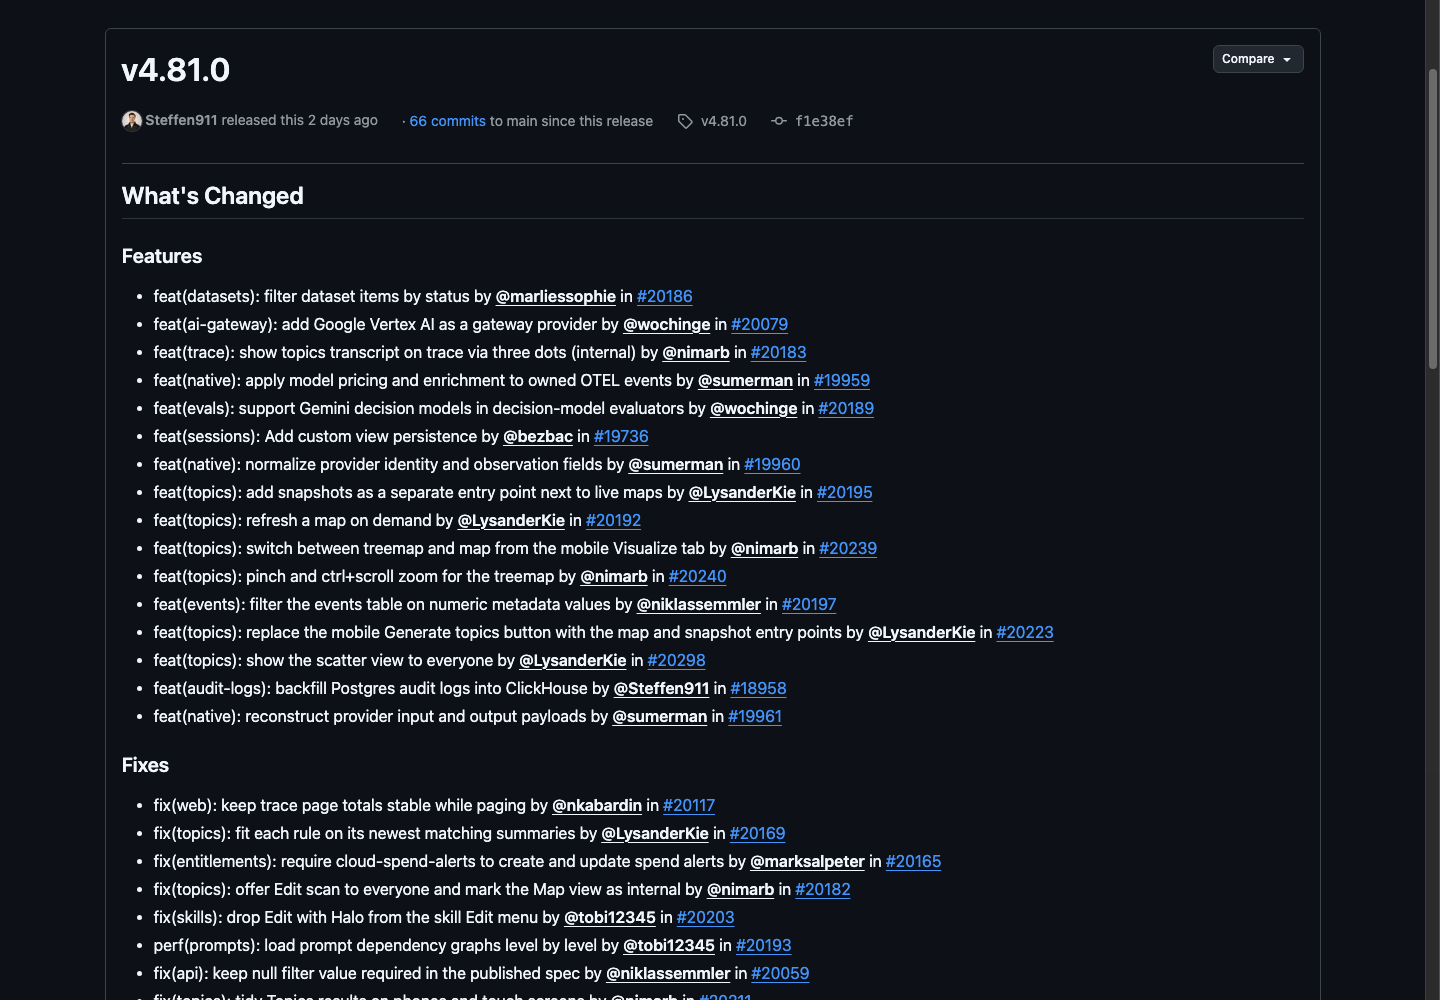 v4.81.0
Compare
Steffen911 released this 2 days ago · 66 commits to main since this release v4.81.0 f1e38ef
What's Changed
Features
• feat(datasets): filter dataset items by status by @marliessophie in #20186
• feat(ai-gateway): add Google Vertex AI as a gateway provider by @wochinge in #20079
• feat(trace): show topics transcript on trace via three dots (internal) by @nimarb in #20183
• feat(native): apply model pricing and enrichment to owned OTEL events by @sumerman in #19959
• feat(evals): support Gemini decision models in decision-model evaluators by @wochinge in #20189
• feat(sessions): Add custom view persistence by @bezbac in #19736
• feat(native): normalize provider identity and observation fields by @sumerman in #19960
• feat(topics): add snapshots as a separate entry point next to live maps by @LysanderKie in #20195
• feat(topics): refresh a map on demand by @LysanderKie in #20192
• feat(topics): switch between treemap and map from the mobile Visualize tab by @nimarb in #20239
• feat(topics): pinch and ctrl+scroll zoom for the treemap by @nimarb in #20240
• feat(events): filter the events table on numeric metadata values by @niklassemmler in #20197
• feat(topics): replace the mobile Generate topics button with the map and snapshot entry points by @LysanderKie in #20223
• feat(topics): show the scatter view to everyone by @LysanderKie in #20298
• feat(audit-logs): backfill Postgres audit logs into ClickHouse by @Steffen911 in #18958
• feat(native): reconstruct provider input and output payloads by @sumerman in #19961
Fixes
• fix(web): keep trace page totals stable while paging by @nkabardin in #20117
• fix(topics): fit each rule on its newest matching summaries by @LysanderKie in #20169
• fix(entitlements): require cloud-spend-alerts to create and update spend alerts by @marksalpeter in #20165
• fix(topics): offer Edit scan to everyone and mark the Map view as internal by @nimarb in #20182
• fix(skills): drop Edit with Halo from the skill Edit menu by @tobi12345 in #20203
• perf(prompts): load prompt dependency graphs level by level by @tobi12345 in #20193
• fix(api): keep null filter value required in the published spec by @niklassemmler in #20059
• fix(topics): tidy Topics results on phones and touch screens by @nimarb in #20211